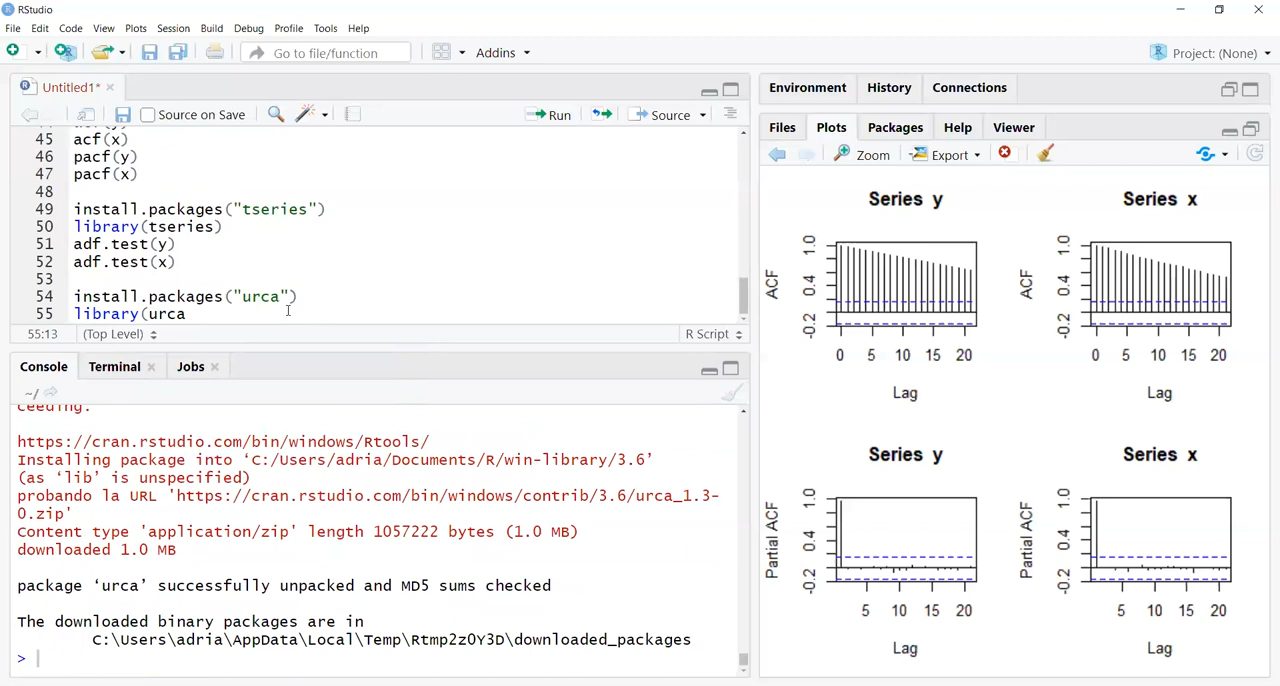 RStudio
File Edit Code View Plots Session Build Debug Profile Tools Help
Go to file/function Addins Project: (None)
Untitled1*
Source on Save Run Source
45 acf(x)
46 pacf(y)
47 pacf(x)
48
49 install.packages("tseries")
50 library(tseries)
51 adf.test(y)
52 adf.test(x)
53
54 install.packages("urca")
55 library(urca
55:13 (Top Level) R Script
Console Terminal Jobs
~/
https://cran.rstudio.com/bin/windows/Rtools/
Installing package into ‘C:/Users/adria/Documents/R/win-library/3.6’
(as ‘lib’ is unspecified)
probando la URL 'https://cran.rstudio.com/bin/windows/contrib/3.6/urca_1.3-
0.zip'
Content type 'application/zip' length 1057222 bytes (1.0 MB)
downloaded 1.0 MB
package ‘urca’ successfully unpacked and MD5 sums checked
The downloaded binary packages are in
C:\Users\adria\AppData\Local\Temp\Rtmp2zOY3D\downloaded_packages
>
Environment History Connections
Files Plots Packages Help Viewer
Zoom Export
Series y
ACF
1.0
0.4
-0.2
0 5 10 15 20
Lag
Series x
ACF
1.0
0.4
-0.2
0 5 10 15 20
Lag
Series y
Partial ACF
1.0
0.4
-0.2
5 10 15 20
Lag
Series x
Partial ACF
1.0
0.4
-0.2
5 10 15 20
Lag